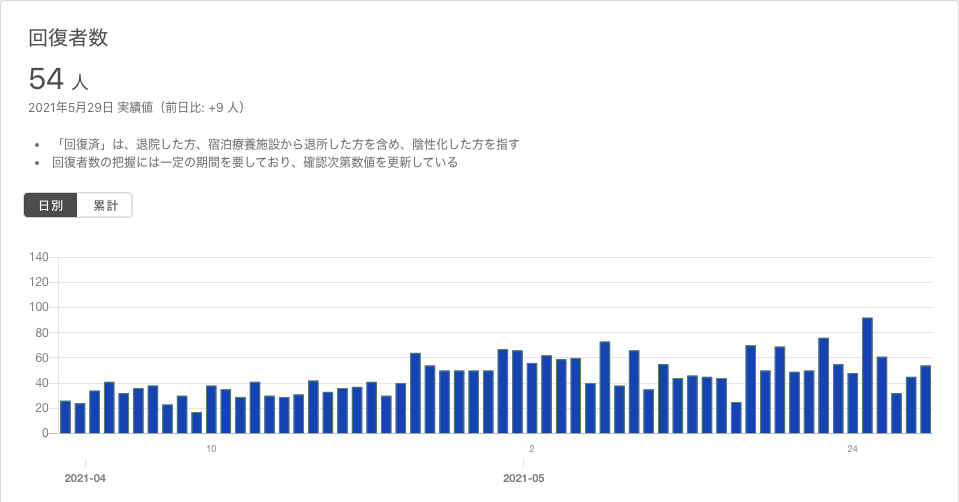 回復者数
54 人
2021年5月29日 実績値（前日比: +9 人）
「回復済」は、退院した方、宿泊療養施設から退所した方を含め、陰性化した方を指す
回復者数の把握には一定の期間を要しており、確認次第数値を更新している
日別 累計
140
120
100
80
60
40
20
0
10 2 24
2021-04 2021-05